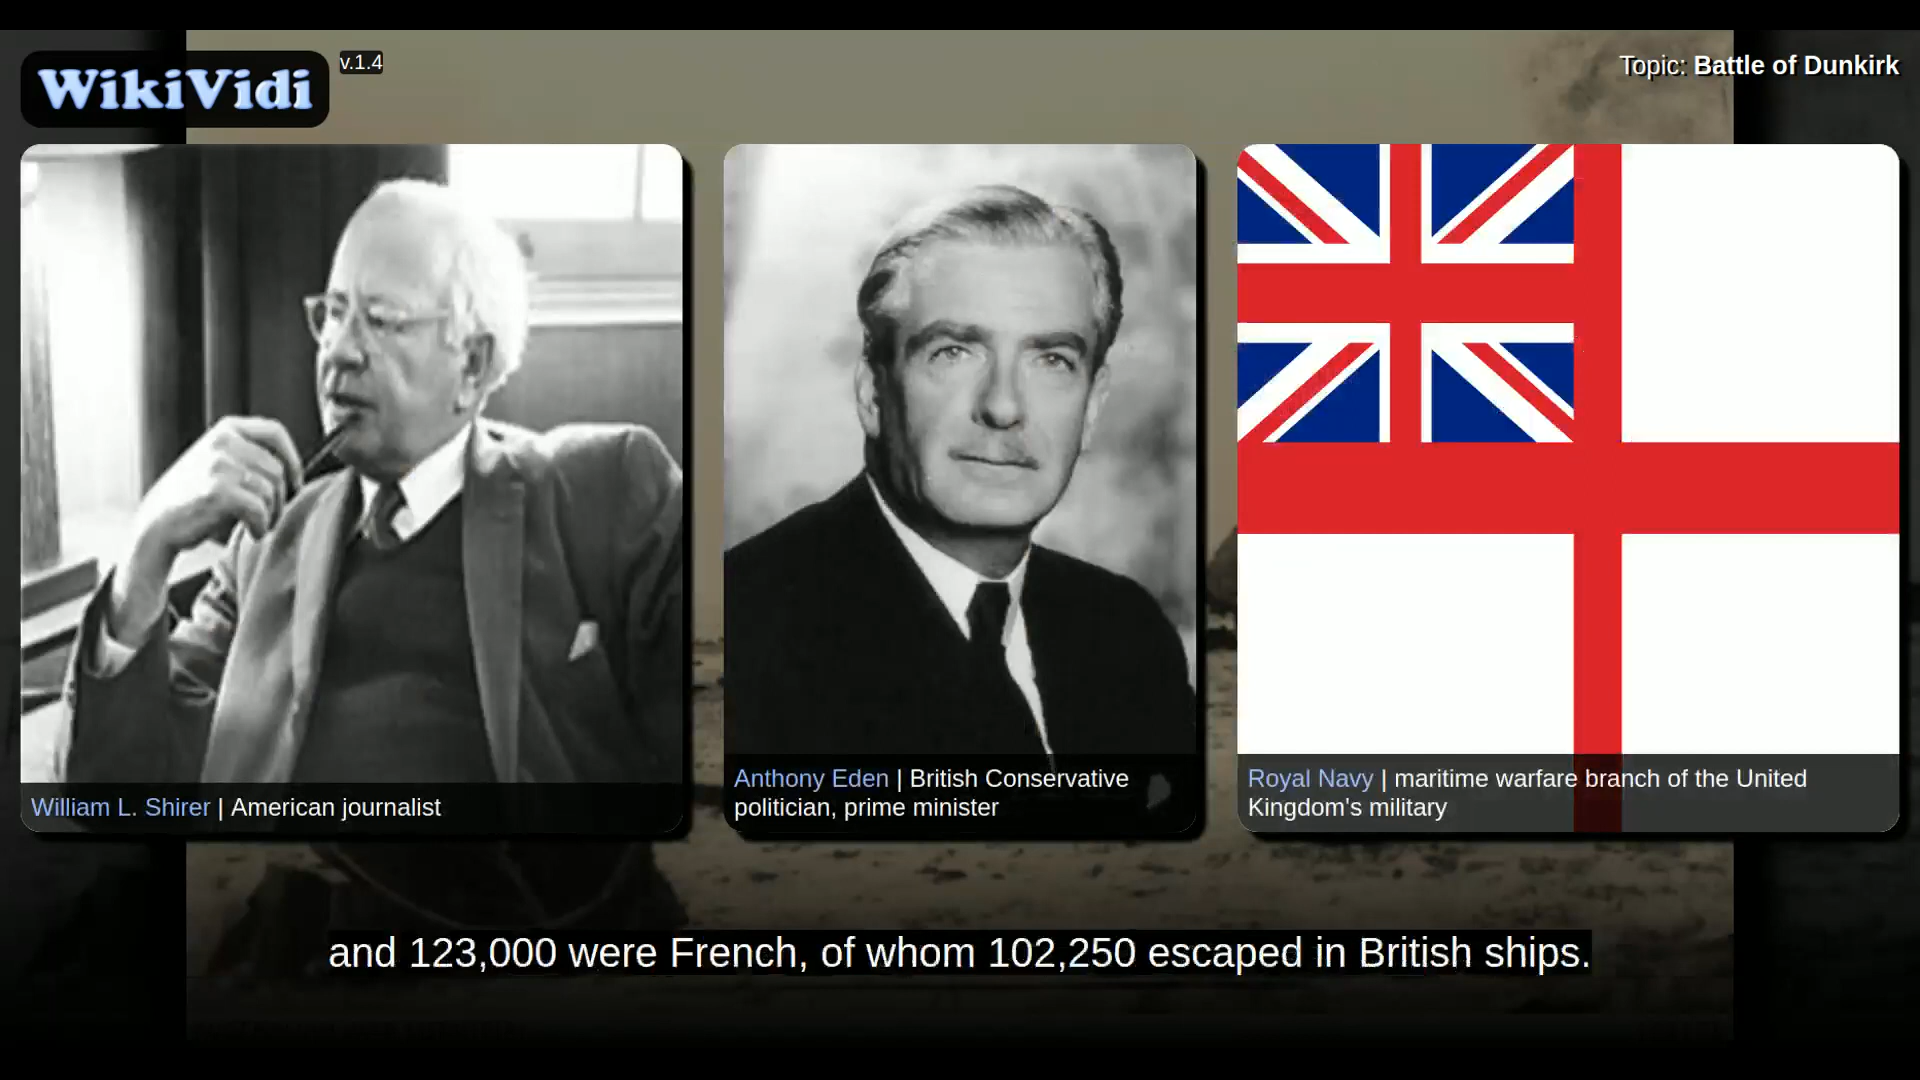 WikiVidi
v.1.4
Topic: Battle of Dunkirk
William L. Shirer | American journalist
Anthony Eden | British Conservative
politician, prime minister
Royal Navy | maritime warfare branch of the United
Kingdom's military
and 123,000 were French, of whom 102,250 escaped in British ships.